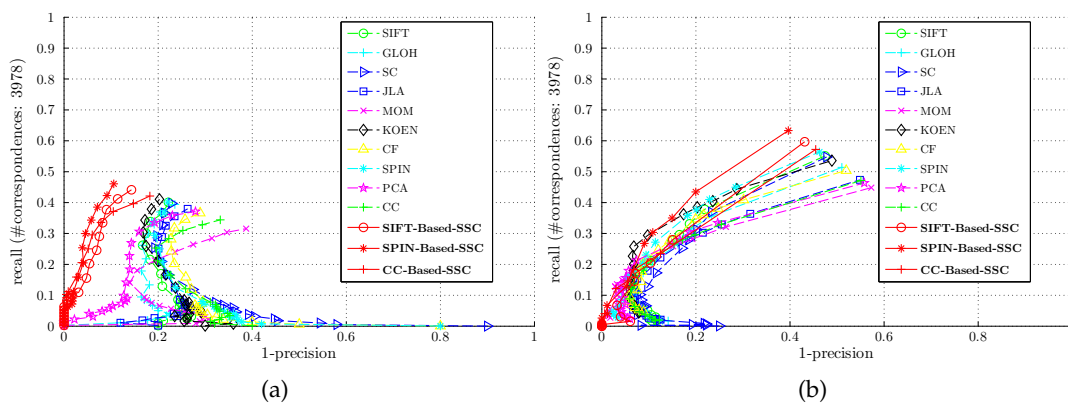 recall (#correspondences: 3978)
1
0.9
0.8
0.7
0.6
0.5
0.4
0.3
0.2
0.1
0
0
0.2
0.4
0.6
0.8
1
1-precision
SIFT
GLOH
SC
JLA
MOM
KOEN
CF
SPIN
PCA
CC
SIFT-Based-SSC
SPIN-Based-SSC
CC-Based-SSC
(a)
recall (#correspondences: 3978)
1
0.9
0.8
0.7
0.6
0.5
0.4
0.3
0.2
0.1
0
0
0.2
0.4
0.6
0.8
1-precision
SIFT
GLOH
SC
JLA
MOM
KOEN
CF
SPIN
PCA
CC
SIFT-Based-SSC
SPIN-Based-SSC
CC-Based-SSC
(b)